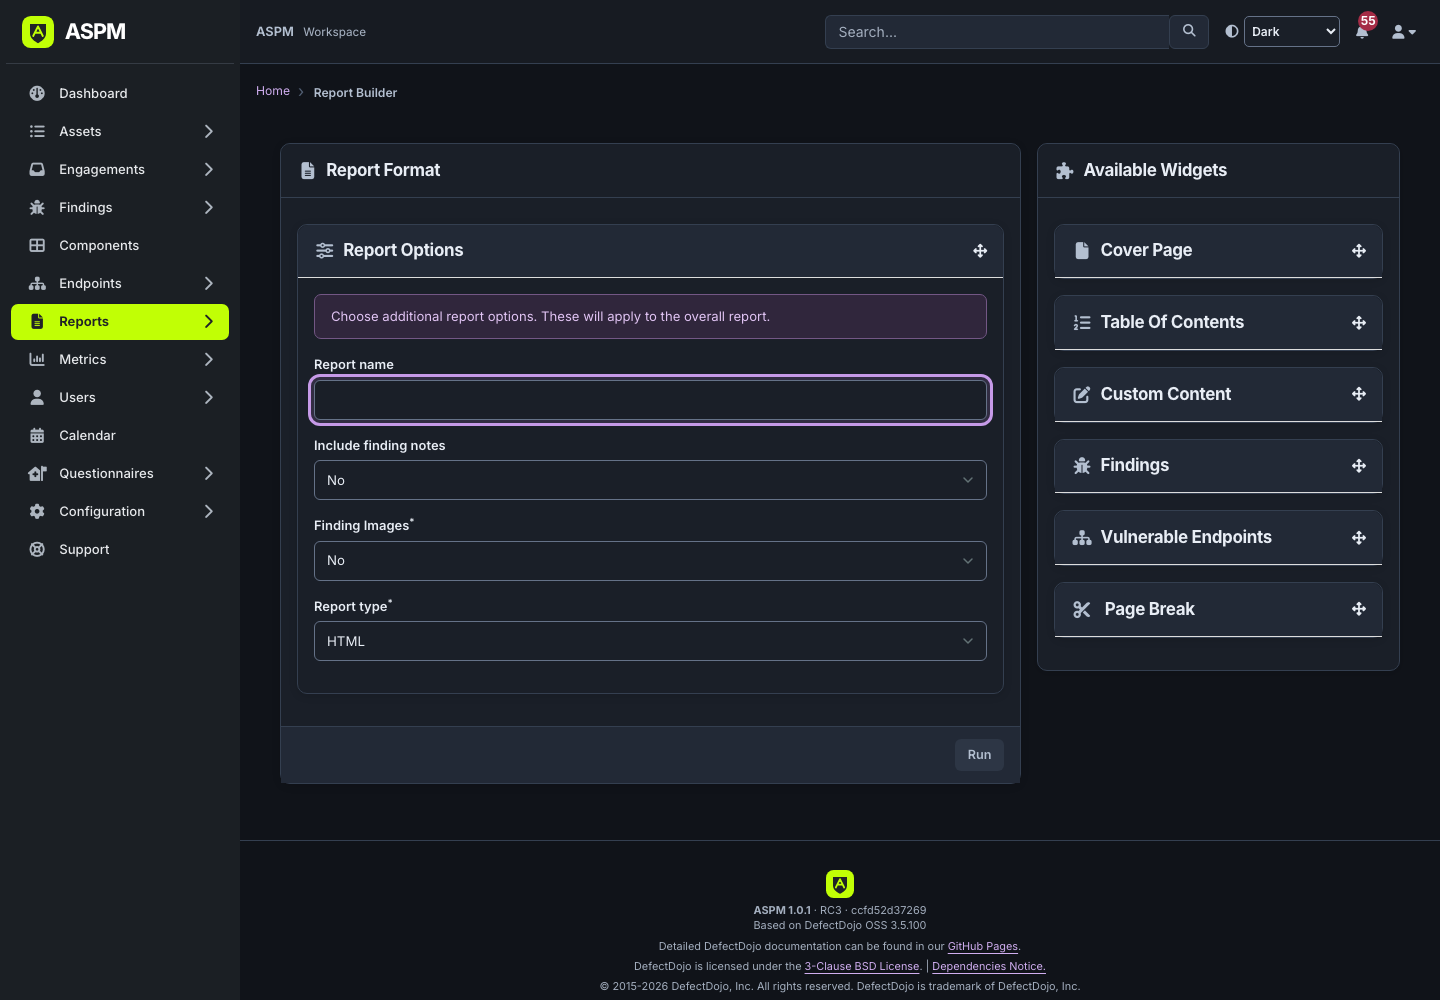 ASPM
ASPM Workspace
Search...
Dark
55
Dashboard
Assets
Engagements
Findings
Components
Endpoints
Reports
Metrics
Users
Calendar
Questionnaires
Configuration
Support
Home
Report Builder
Report Format
Report Options
Choose additional report options. These will apply to the overall report.
Report name
Include finding notes
No
Finding Images*
No
Report type*
HTML
Run
Available Widgets
Cover Page
Table Of Contents
Custom Content
Findings
Vulnerable Endpoints
Page Break
ASPM 1.0.1 · RC3 · ccfd52d37269
Based on DefectDojo OSS 3.5.100
Detailed DefectDojo documentation can be found in our GitHub Pages.
DefectDojo is licensed under the 3-Clause BSD License. | Dependencies Notice.
© 2015-2026 DefectDojo, Inc. All rights reserved. DefectDojo is trademark of DefectDojo, Inc.